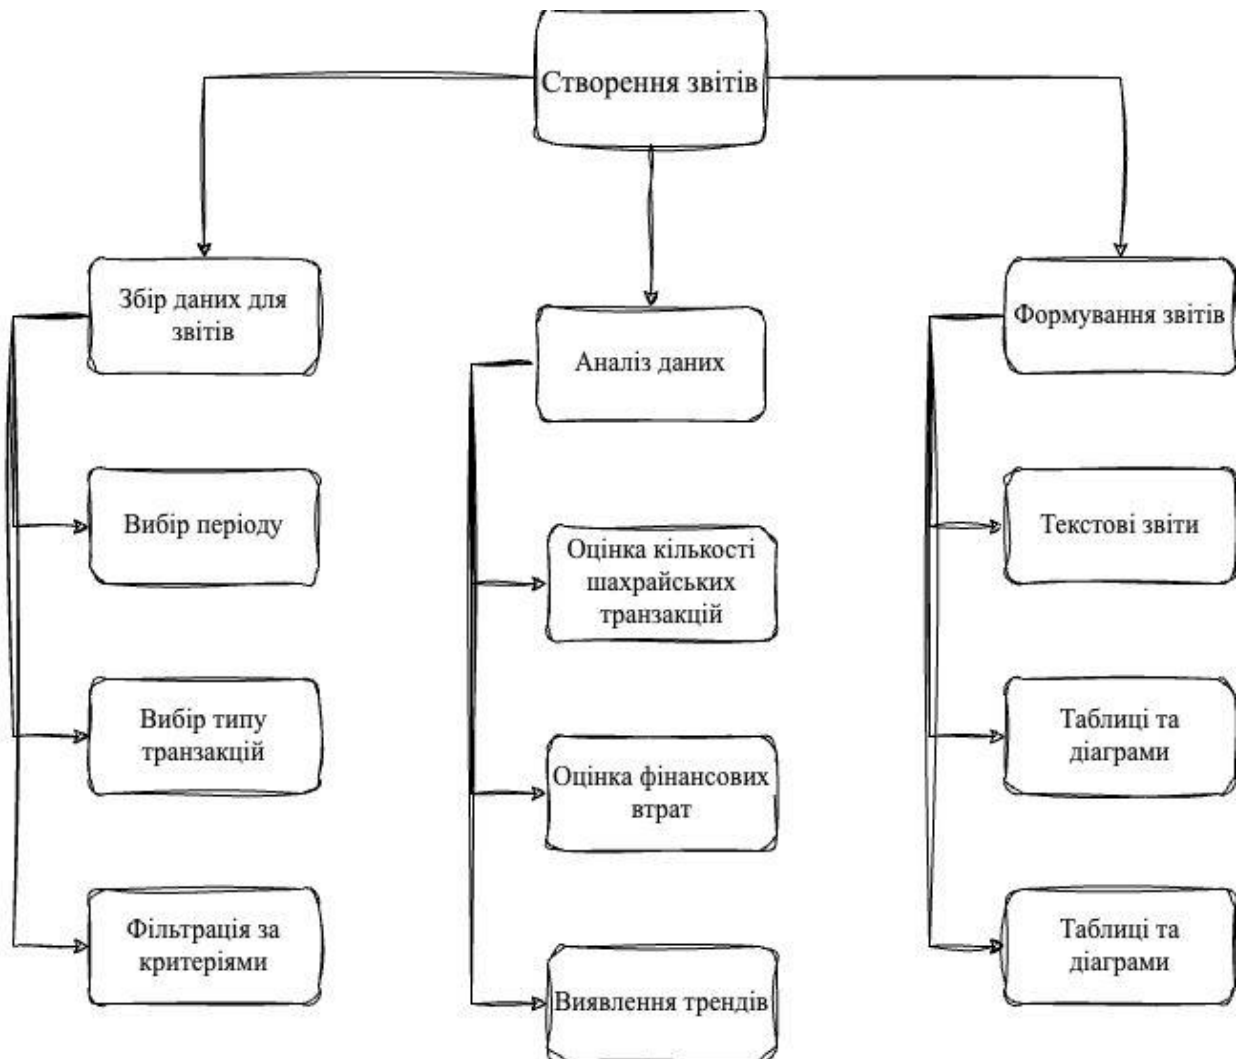 Створення звітів
Збір даних для
звітів
Вибір періоду
Вибір типу
транзакцій
Фільтрація за
критеріями
Аналіз даних
Оцінка кількості
шахрайських
транзакцій
Оцінка фінансових
втрат
Виявлення трендів
Формування звітів
Текстові звіти
Таблиці та
діаграми
Таблиці та
діаграми